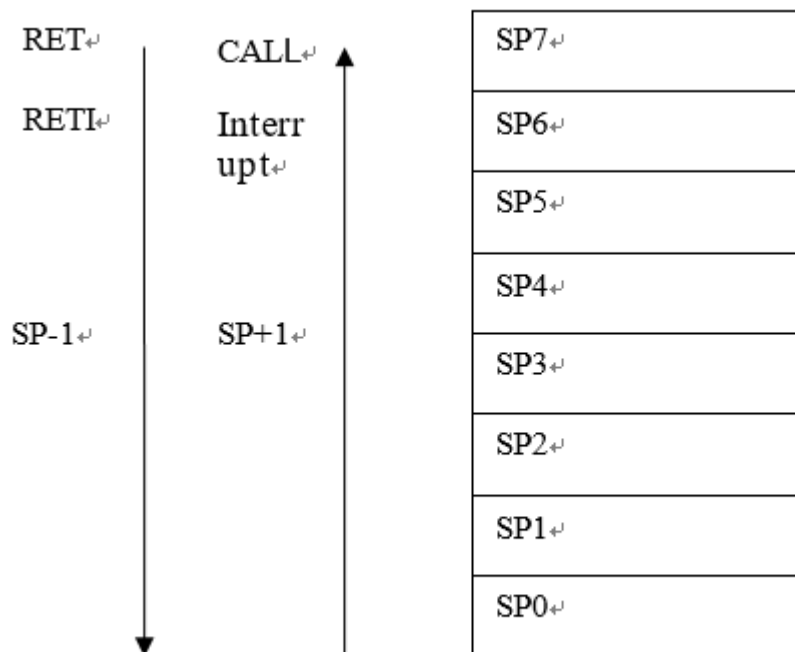 RET↵
CALL↵
SP7↵
RETI↵
Interr
upt↵
SP6↵
SP5↵
SP4↵
SP-1↵
SP+1↵
SP3↵
SP2↵
SP1↵
SP0↵